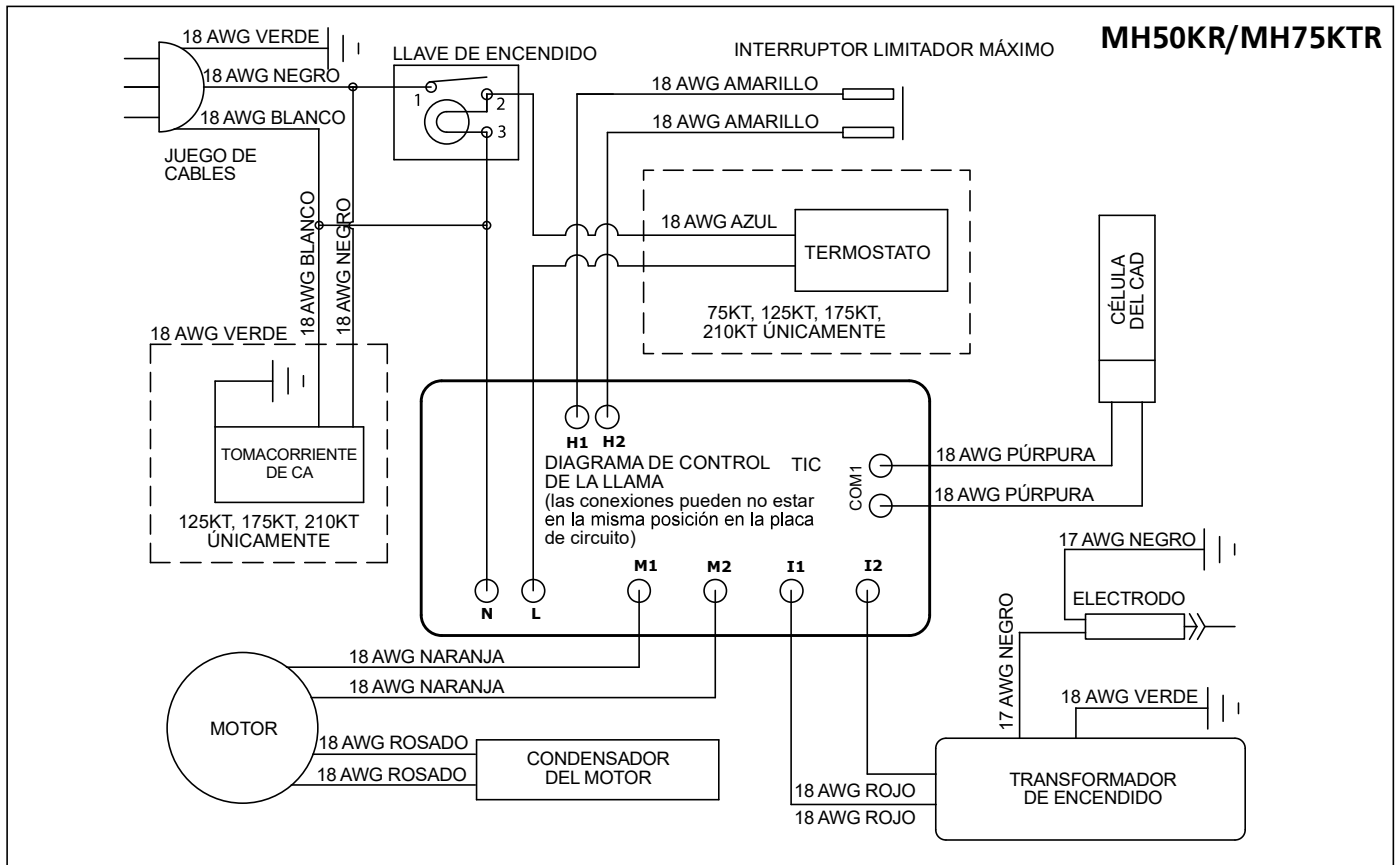 MH50KR/MH75KTR
18 AWG VERDE
LLAVE DE ENCENDIDO
INTERRUPTOR LIMITADOR MÁXIMO
18 AWG NEGRO
18 AWG AMARILLO
1
2
3
18 AWG BLANCO
18 AWG AMARILLO
JUEGO DE
CABLES
18 AWG BLANCO
18 AWG NEGRO
18 AWG AZUL
TERMOSTATO
75KT, 125KT, 175KT,
210KT ÚNICAMENTE
CÉLULA
DEL CAD
18 AWG VERDE
TOMACORRIENTE
DE CA
125KT, 175KT, 210KT
ÚNICAMENTE
H1
H2
DIAGRAMA DE CONTROL
DE LA LLAMA
(las conexiones pueden no estar
en la misma posición en la placa
de circuito)
TIC
COM1
18 AWG PÚRPURA
18 AWG PÚRPURA
N
L
M1
M2
I1
I2
17 AWG NEGRO
ELECTRODO
17 AWG NEGRO
18 AWG VERDE
18 AWG NARANJA
18 AWG NARANJA
MOTOR
18 AWG ROSADO
18 AWG ROSADO
CONDENSADOR
DEL MOTOR
18 AWG ROJO
18 AWG ROJO
TRANSFORMADOR
DE ENCENDIDO